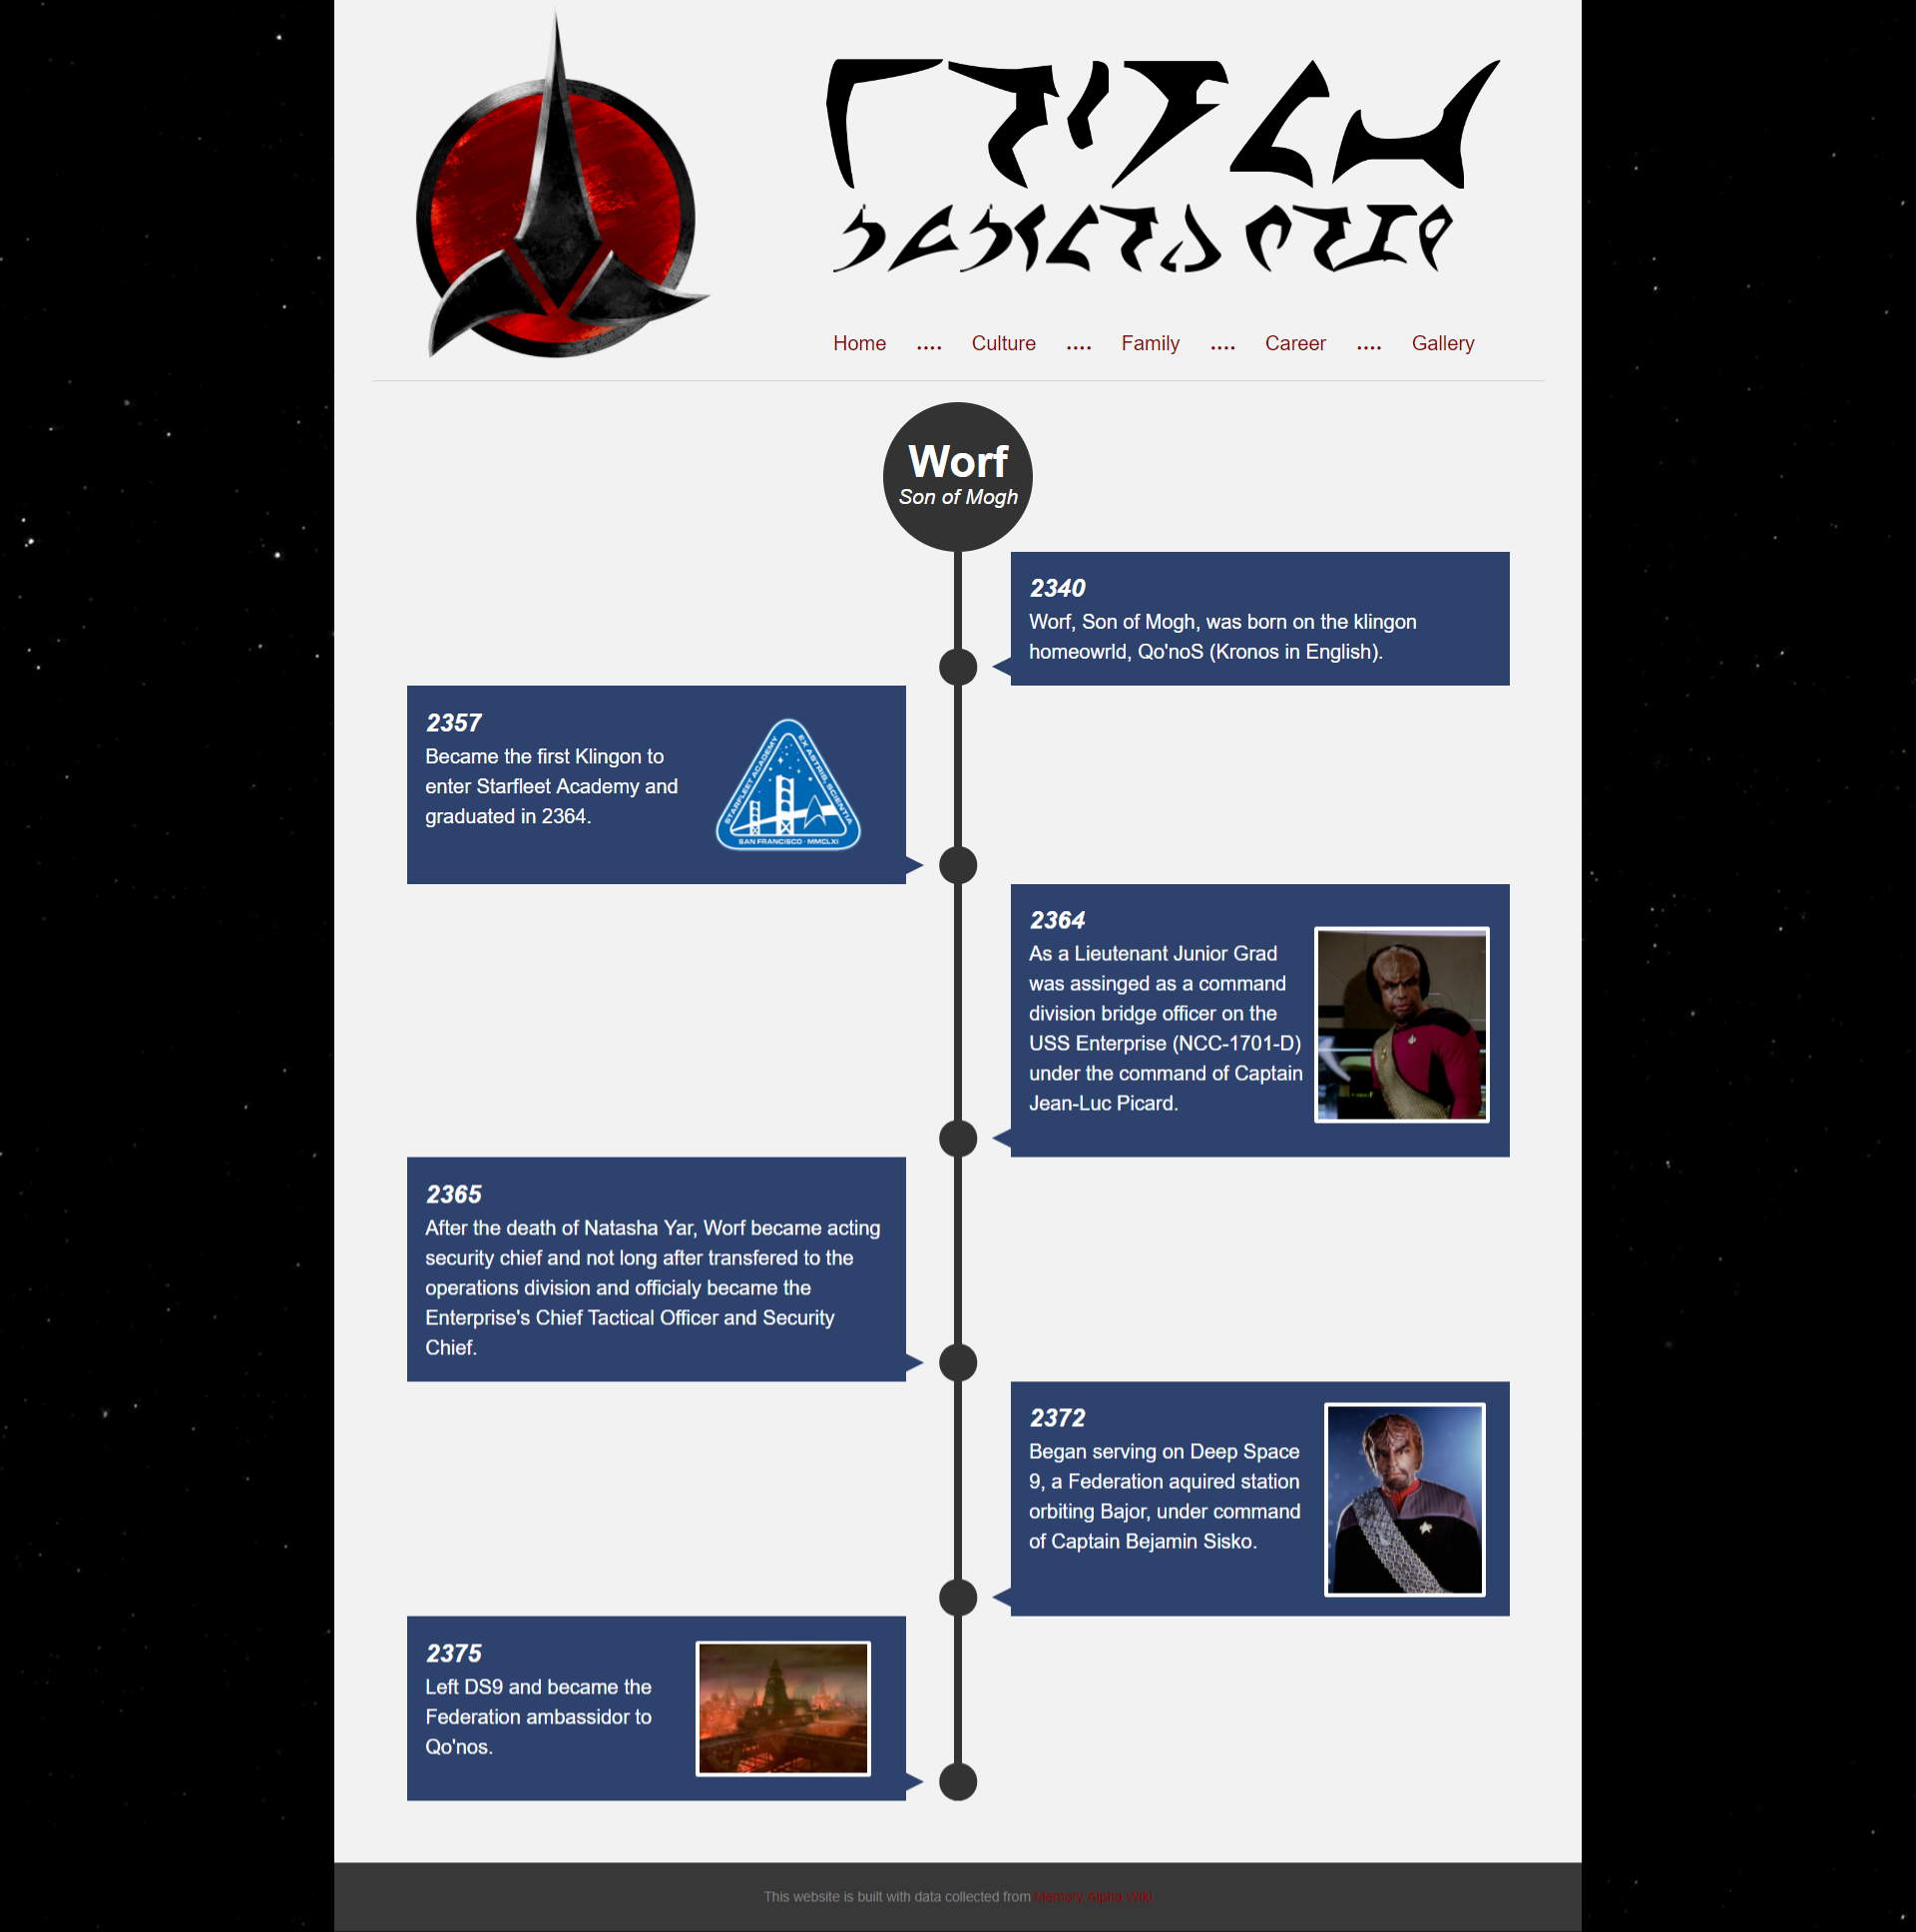 Home .... Culture .... Family .... Career .... Gallery
Worf
Son of Mogh
2340
Worf, Son of Mogh, was born on the klingon
homeowrld, Qo'noS (Kronos in English).
2357
Became the first Klingon to
enter Starfleet Academy and
graduated in 2364.
STARFLEET ACADEMY
EX ASTRIS, SCIENTIA
SAN FRANCISCO · MMCLXI
2364
As a Lieutenant Junior Grad
was assinged as a command
division bridge officer on the
USS Enterprise (NCC-1701-D)
under the command of Captain
Jean-Luc Picard.
2365
After the death of Natasha Yar, Worf became acting
security chief and not long after transfered to the
operations division and officialy became the
Enterprise's Chief Tactical Officer and Security
Chief.
2372
Began serving on Deep Space
9, a Federation aquired station
orbiting Bajor, under command
of Captain Bejamin Sisko.
2375
Left DS9 and became the
Federation ambassidor to
Qo'nos.
This website is built with data collected from Memory Alpha Wiki